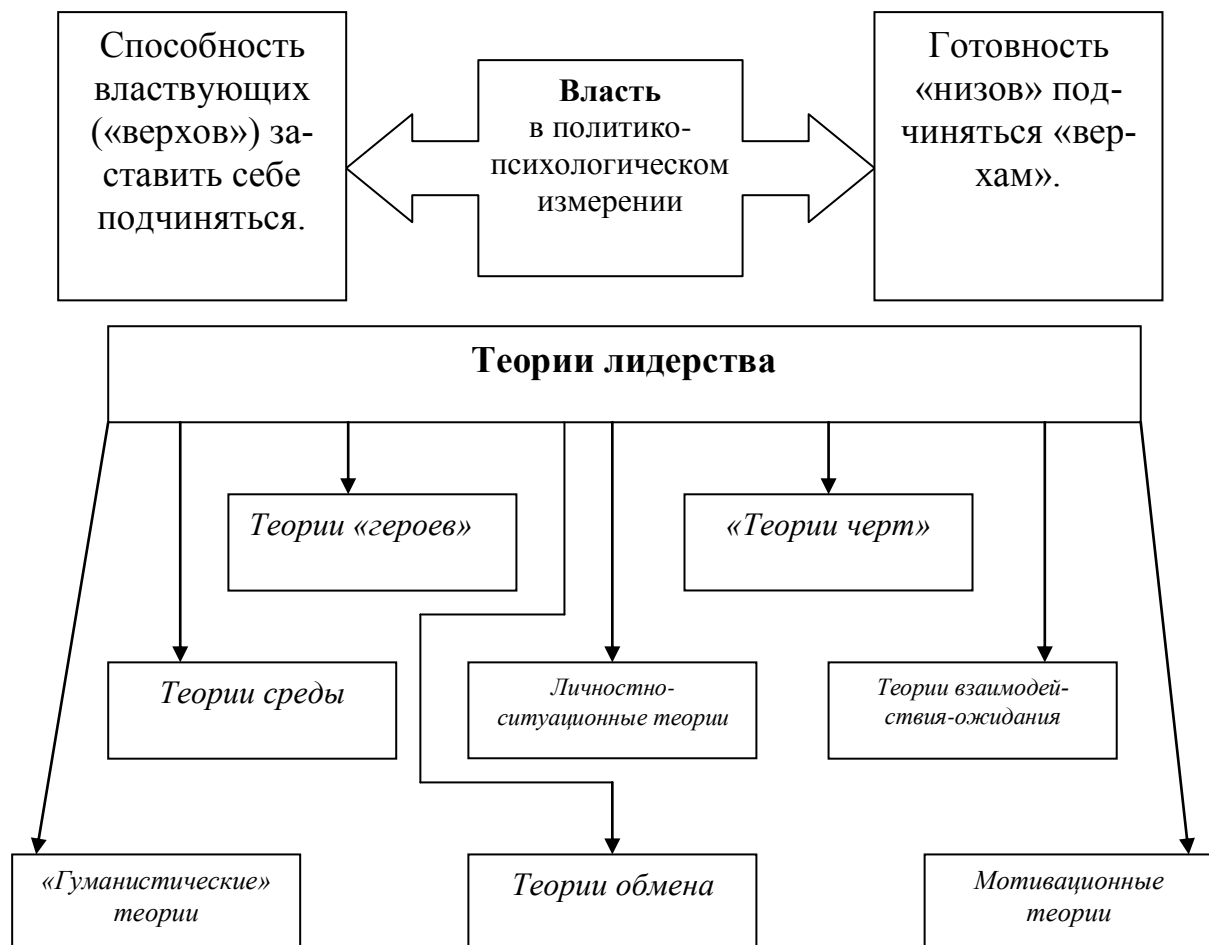 Способность
властвующих
(«верхов») за-
ставить себе
подчиняться.
Власть
в политико-
психологическом
измерении
Готовность
«низов» под-
чиняться «вер-
хам».
Теории лидерства
Теории «героев»
«Теории черт»
Теории среды
Личностно-
ситуационные теории
Теории взаимодей-
ствия-ожидания
«Гуманистические»
теории
Теории обмена
Мотивационные
теории